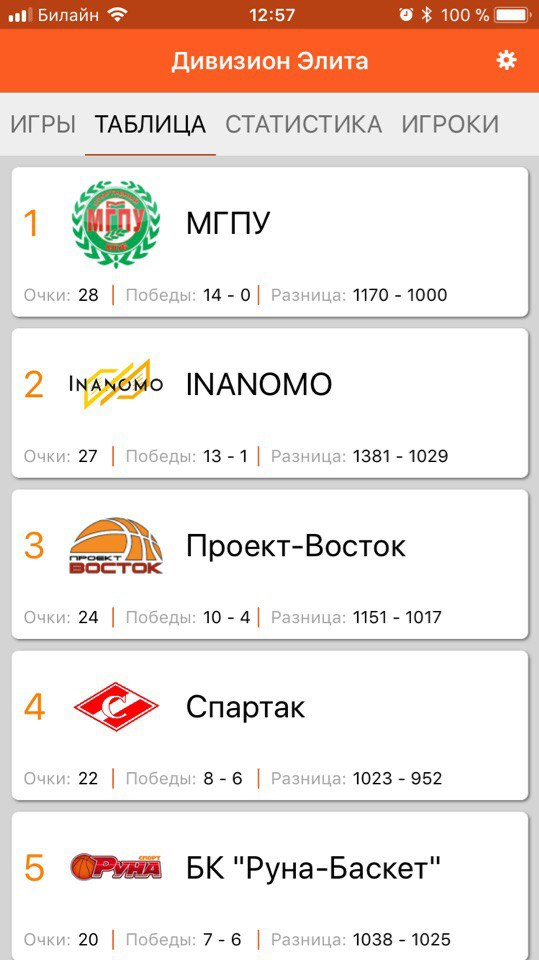 Билайн 12:57 100 %
Дивизион Элита
ИГРЫ ТАБЛИЦА СТАТИСТИКА ИГРОКИ
1 МГПУ МГПУ
Очки: 28 | Победы: 14 - 0 | Разница: 1170 - 1000
2 INANOMO INANOMO
Очки: 27 | Победы: 13 - 1 | Разница: 1381 - 1029
3 ПРОЕКТ ВОСТОК Проект-Восток
Очки: 24 | Победы: 10 - 4 | Разница: 1151 - 1017
4 С Спартак
Очки: 22 | Победы: 8 - 6 | Разница: 1023 - 952
5 СПОРТ РУНА БК "Руна-Баскет"
Очки: 20 | Победы: 7 - 6 | Разница: 1038 - 1025